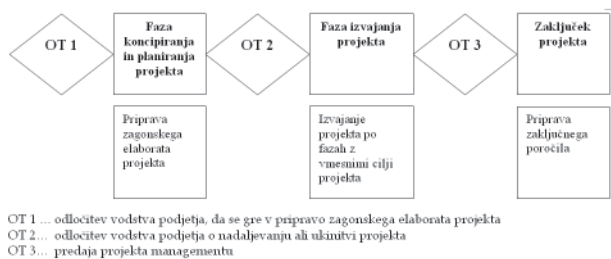 OT 1
Faza
koncipiranja
in planiranja
projekta
OT 2
Faza izvajanja
projekta
OT 3
Zaključek
projekta
Priprava
zagonskega
elaborata
projekta
Izvajanje
projekta po
fazah z
vmesnimi cilji
projekta
Priprava
zaključnega
poročila
OT 1 ... odločitev vodstva podjetja, da se gre v pripravo zagonskega elaborata projekta
OT 2... odločitev vodstva podjetja o nadaljevanju ali ukinitvi projekta
OT 3... predaja projekta managementu